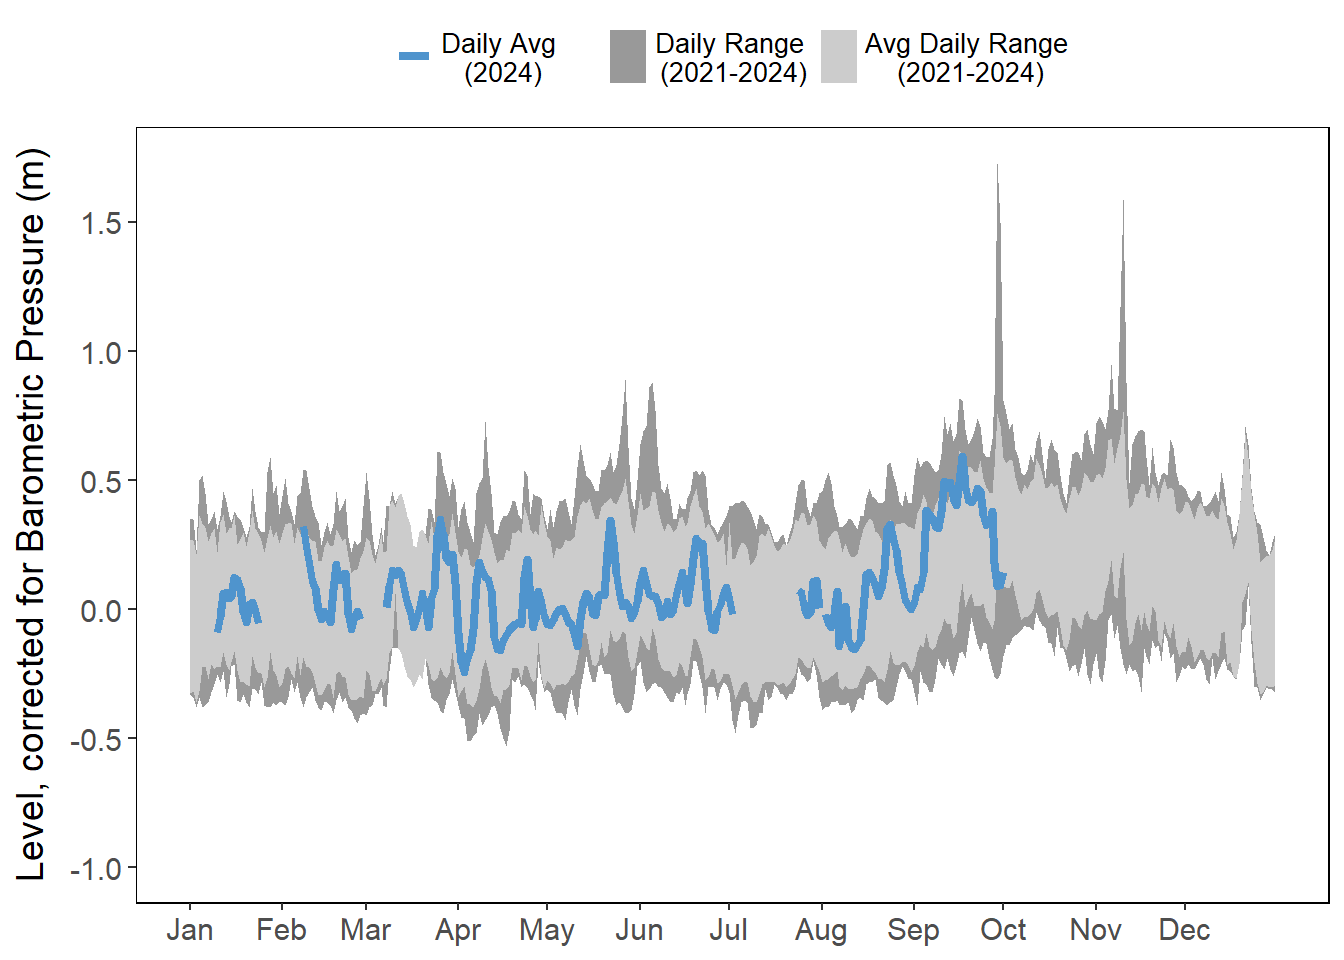 Daily Avg
(2024)
Daily Range
(2021-2024)
Avg Daily Range
(2021-2024)
Level, corrected for Barometric Pressure (m)
1.5
1.0
0.5
0.0
-0.5
-1.0
Jan Feb Mar Apr May Jun Jul Aug Sep Oct Nov Dec